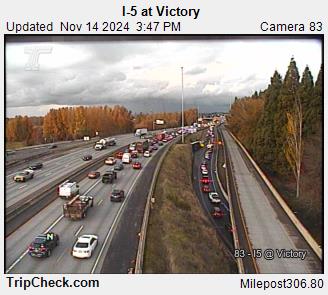 I-5 at Victory
Updated Nov 14 2024 3:47 PM Camera 83
N
83 - I5 @ Victory
TripCheck.com Milepost306.80